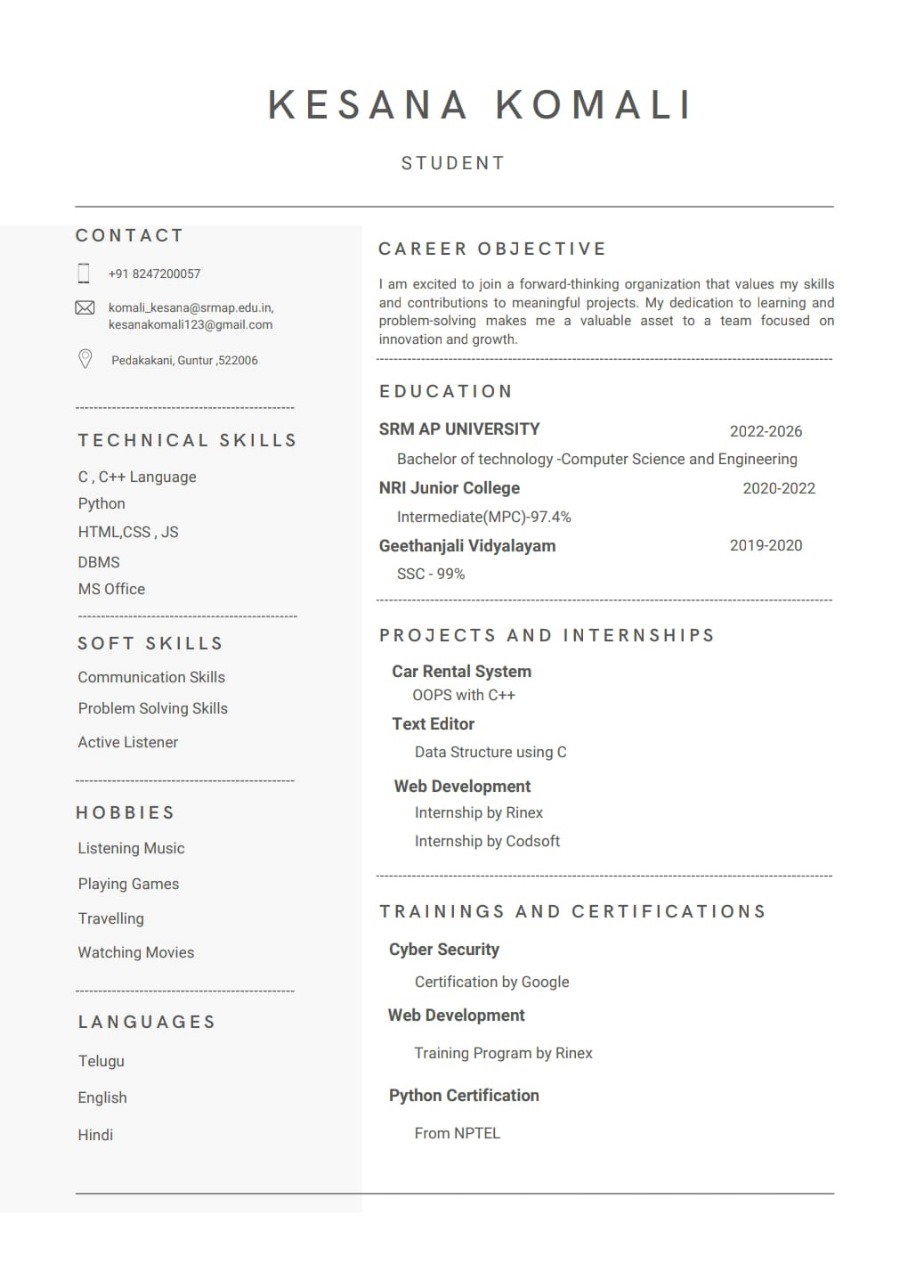 KESANA KOMALI
STUDENT
CONTACT
+91 8247200057
komali_kesana@srmap.edu.in,
kesanakomali123@gmail.com
Pedakakani, Guntur ,522006
TECHNICAL SKILLS
C , C++ Language
Python
HTML,CSS , JS
DBMS
MS Office
SOFT SKILLS
Communication Skills
Problem Solving Skills
Active Listener
HOBBIES
Listening Music
Playing Games
Travelling
Watching Movies
LANGUAGES
Telugu
English
Hindi
CAREER OBJECTIVE
I am excited to join a forward-thinking organization that values my skills
and contributions to meaningful projects. My dedication to learning and
problem-solving makes me a valuable asset to a team focused on
innovation and growth.
EDUCATION
SRM AP UNIVERSITY 2022-2026
Bachelor of technology -Computer Science and Engineering
NRI Junior College 2020-2022
Intermediate(MPC)-97.4%
Geethanjali Vidyalayam 2019-2020
SSC - 99%
PROJECTS AND INTERNSHIPS
Car Rental System
OOPS with C++
Text Editor
Data Structure using C
Web Development
Internship by Rinex
Internship by Codsoft
TRAININGS AND CERTIFICATIONS
Cyber Security
Certification by Google
Web Development
Training Program by Rinex
Python Certification
From NPTEL